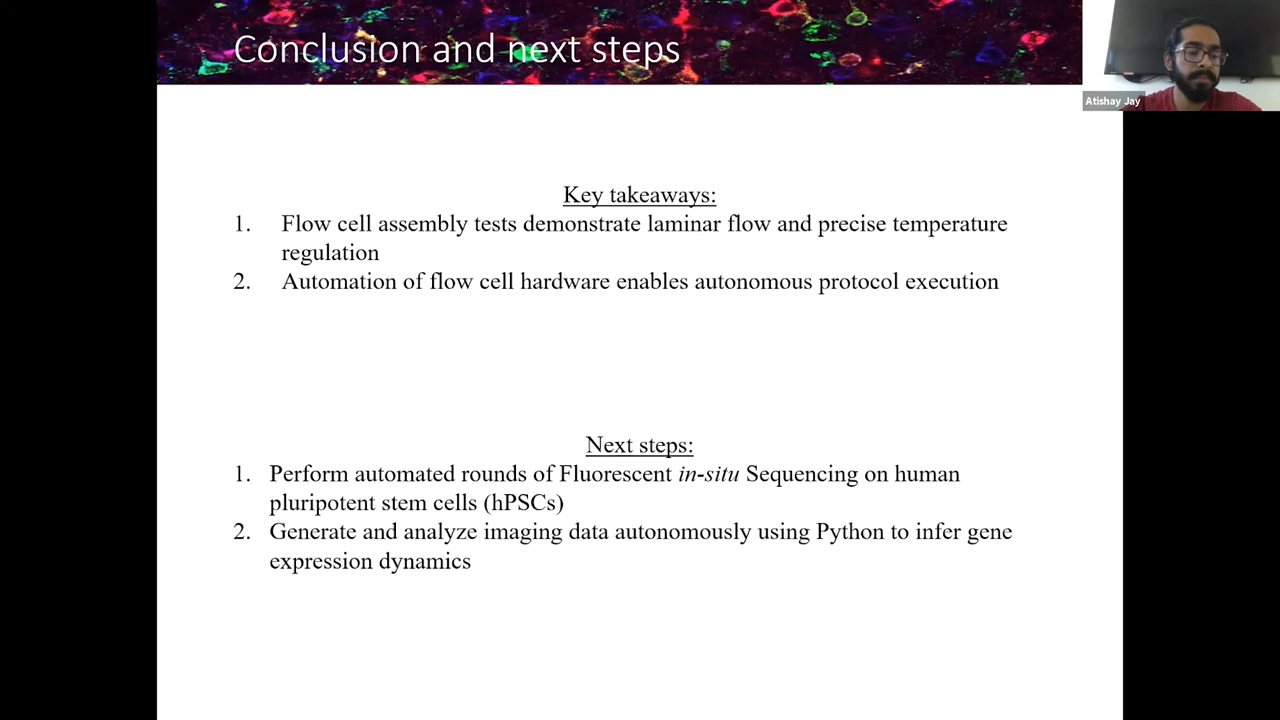 Conclusion and next steps
Atishay Jay
Key takeaways:
1. Flow cell assembly tests demonstrate laminar flow and precise temperature
regulation
2. Automation of flow cell hardware enables autonomous protocol execution
Next steps:
1. Perform automated rounds of Fluorescent in-situ Sequencing on human
pluripotent stem cells (hPSCs)
2. Generate and analyze imaging data autonomously using Python to infer gene
expression dynamics